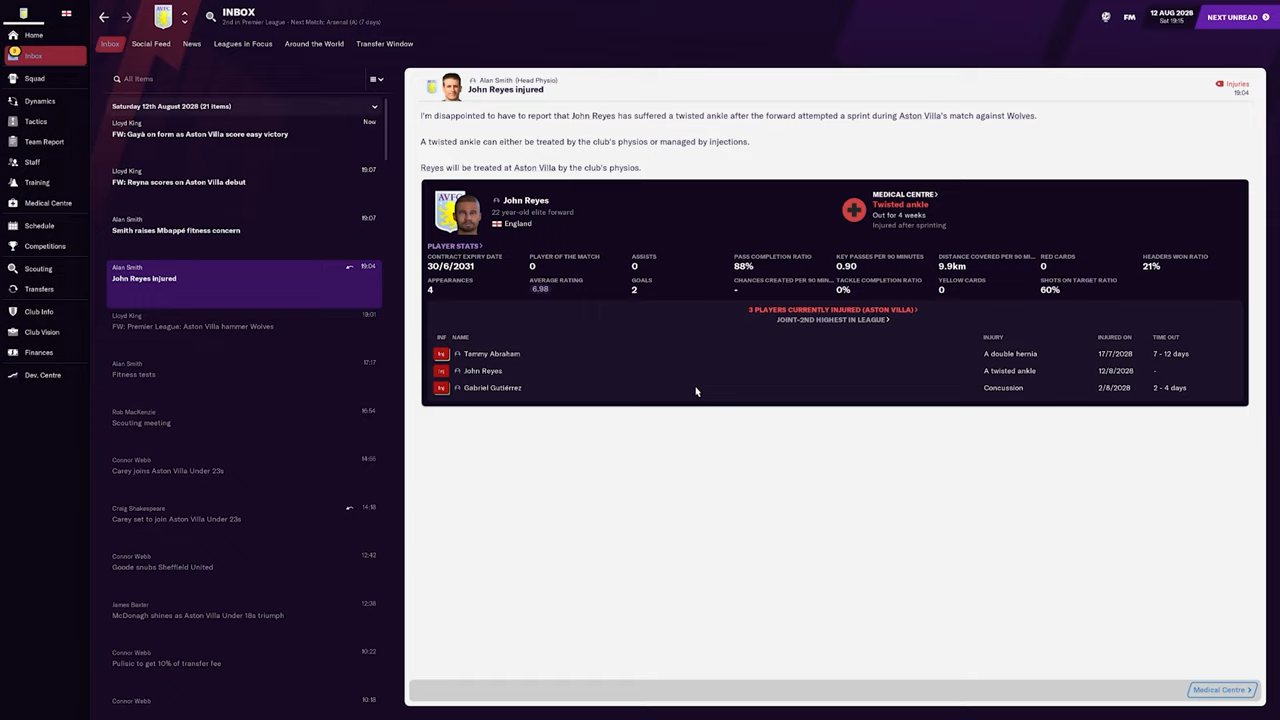 INBOX
2nd in Premier League - Next Match: Arsenal (A) (7 days)
FM
12 AUG 2028
Sat 19:15
NEXT UNREAD
Home
3
Inbox
Squad
Dynamics
Tactics
Team Report
Staff
Training
Medical Centre
Schedule
Competitions
Scouting
Transfers
Club Info
Club Vision
Finances
Dev. Centre
Inbox
Social Feed
News
Leagues in Focus
Around the World
Transfer Window
All Items
Saturday 12th August 2028 (21 items)
Lloyd King
Now
FW: Gayà on form as Aston Villa score easy victory
Lloyd King
19:07
FW: Reyna scores on Aston Villa debut
Alan Smith
19:07
Smith raises Mbappé fitness concern
Alan Smith
19:04
John Reyes injured
Lloyd King
19:01
FW: Premier League: Aston Villa hammer Wolves
Alan Smith
17:17
Fitness tests
Rob MacKenzie
16:54
Scouting meeting
Connor Webb
14:55
Carey joins Aston Villa Under 23s
Craig Shakespeare
14:18
Carey set to join Aston Villa Under 23s
Connor Webb
12:42
Goode snubs Sheffield United
James Baxter
12:38
McDonagh shines as Aston Villa Under 18s triumph
Connor Webb
10:22
Pulisic to get 10% of transfer fee
Connor Webb
10:18
Alan Smith (Head Physio)
John Reyes injured
Injuries
19:04
I'm disappointed to have to report that John Reyes has suffered a twisted ankle after the forward attempted a sprint during Aston Villa's match against Wolves.
A twisted ankle can either be treated by the club's physios or managed by injections.
Reyes will be treated at Aston Villa by the club's physios.
AVFC
John Reyes
22 year-old elite forward
England
MEDICAL CENTRE>
Twisted ankle
Out for 4 weeks
Injured after sprinting
PLAYER STATS>
CONTRACT EXPIRY DATE
30/6/2031
PLAYER OF THE MATCH
0
ASSISTS
0
PASS COMPLETION RATIO
88%
KEY PASSES PER 90 MINUTES
0.90
DISTANCE COVERED PER 90 MI...
9.9km
RED CARDS
0
HEADERS WON RATIO
21%
APPEARANCES
4
AVERAGE RATING
6.98
GOALS
2
CHANCES CREATED PER 90 MIN...
-
TACKLE COMPLETION RATIO
0%
YELLOW CARDS
0
SHOTS ON TARGET RATIO
60%
3 PLAYERS CURRENTLY INJURED (ASTON VILLA)>
JOINT-2ND HIGHEST IN LEAGUE>
INF NAME INJURY INJURED ON TIME OUT
Inj Tammy Abraham A double hernia 17/7/2028 7 - 12 days
Inj John Reyes A twisted ankle 12/8/2028 -
Inj Gabriel Gutiérrez Concussion 2/8/2028 2 - 4 days
Medical Centre >